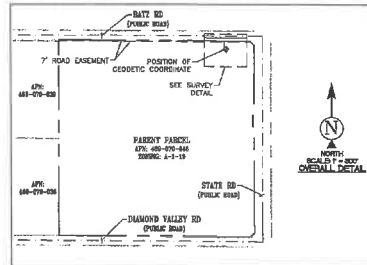 BATZ RD
(PUBLIC ROAD)
7' ROAD EASEMENT
POSITION OF
GEODETIC COORDINATE
SEE SURVEY
DETAIL
APN:
PARENT PARCEL
ZONING: A-1-10
N
NORTH
OVERALL DETAIL
STATE RD
(PUBLIC ROAD)
APN:
DIAMOND VALLEY RD
(PUBLIC ROAD)